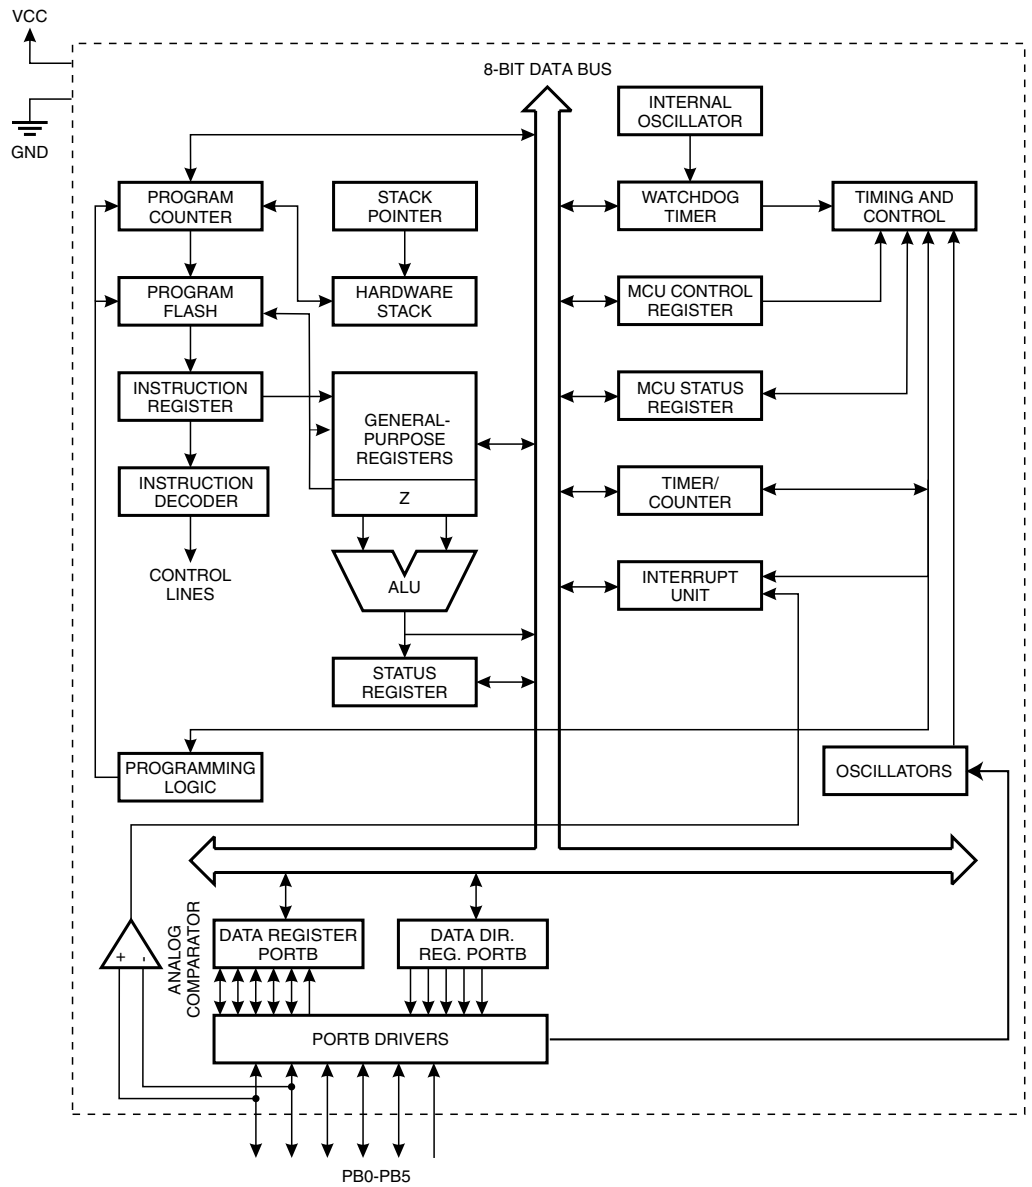 VCC
GND
8-BIT DATA BUS
INTERNAL
OSCILLATOR
PROGRAM
COUNTER
STACK
POINTER
WATCHDOG
TIMER
TIMING AND
CONTROL
PROGRAM
FLASH
HARDWARE
STACK
MCU CONTROL
REGISTER
INSTRUCTION
REGISTER
GENERAL-
PURPOSE
REGISTERS
Z
MCU STATUS
REGISTER
INSTRUCTION
DECODER
TIMER/
COUNTER
CONTROL
LINES
ALU
INTERRUPT
UNIT
STATUS
REGISTER
PROGRAMMING
LOGIC
OSCILLATORS
+
-
ANALOG
COMPARATOR
DATA REGISTER
PORTB
DATA DIR.
REG. PORTB
PORTB DRIVERS
PB0-PB5